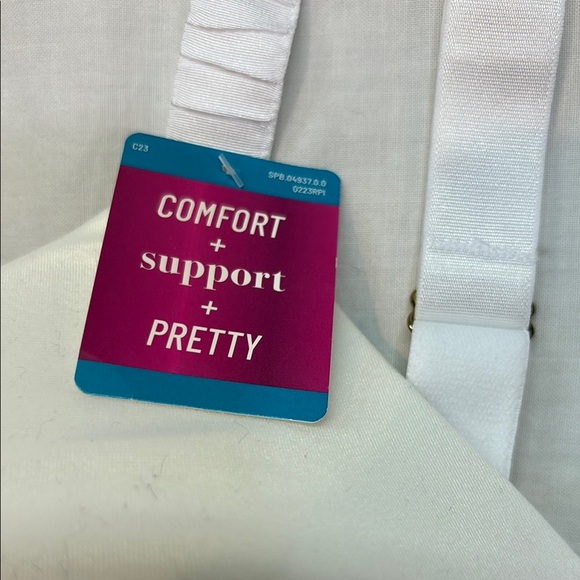 C23
SPB.04937.0.0
0223RPI
COMFORT
+
support
+
PRETTY